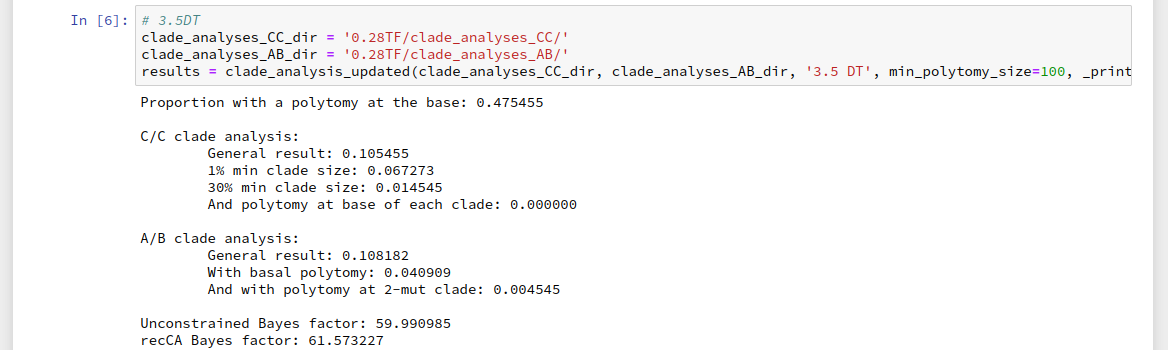 In [6]: # 3.5DT
clade_analyses_CC_dir = '0.28TF/clade_analyses_CC/'
clade_analyses_AB_dir = '0.28TF/clade_analyses_AB/'
results = clade_analysis_updated(clade_analyses_CC_dir, clade_analyses_AB_dir, '3.5 DT', min_polytomy_size=100, _print
Proportion with a polytomy at the base: 0.475455
C/C clade analysis:
General result: 0.105455
1% min clade size: 0.067273
30% min clade size: 0.014545
And polytomy at base of each clade: 0.000000
A/B clade analysis:
General result: 0.108182
With basal polytomy: 0.040909
And with polytomy at 2-mut clade: 0.004545
Unconstrained Bayes factor: 59.990985
recCA Bayes factor: 61.573227